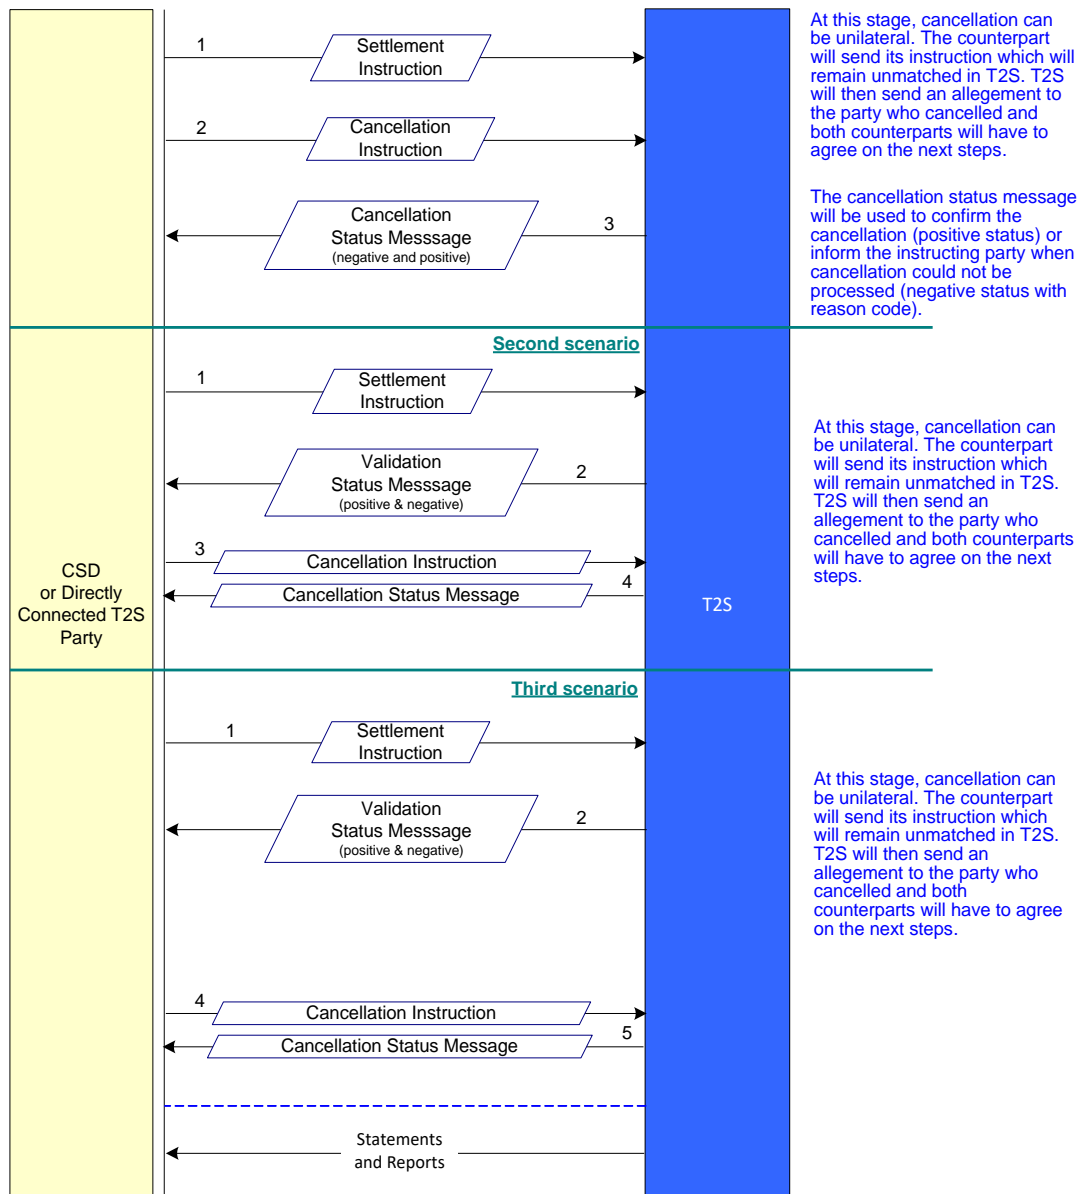 1
Settlement
Instruction
At this stage, cancellation can
be unilateral. The counterpart
will send its instruction which will
remain unmatched in T2S. T2S
will then send an allegement to
the party who cancelled and
both counterparts will have to
agree on the next steps.
2
Cancellation
Instruction
Cancellation
Status Messsage
(negative and positive)
3
The cancellation status message
will be used to confirm the
cancellation (positive status) or
inform the instructing party when
cancellation could not be
processed (negative status with
reason code).
Second scenario
1
Settlement
Instruction
Validation
Status Messsage
(positive & negative)
2
At this stage, cancellation can
be unilateral. The counterpart
will send its instruction which
will remain unmatched in T2S.
T2S will then send an
allegement to the party who
cancelled and both counterparts
will have to agree on the next
steps.
3
Cancellation Instruction
4
Cancellation Status Message
CSD
or Directly
Connected T2S
Party
T2S
Third scenario
1
Settlement
Instruction
Validation
Status Messsage
(positive & negative)
2
At this stage, cancellation can
be unilateral. The counterpart
will send its instruction which
will remain unmatched in T2S.
T2S will then send an
allegement to the party who
cancelled and both
counterparts will have to agree
on the next steps.
4
Cancellation Instruction
5
Cancellation Status Message
Statements
and Reports